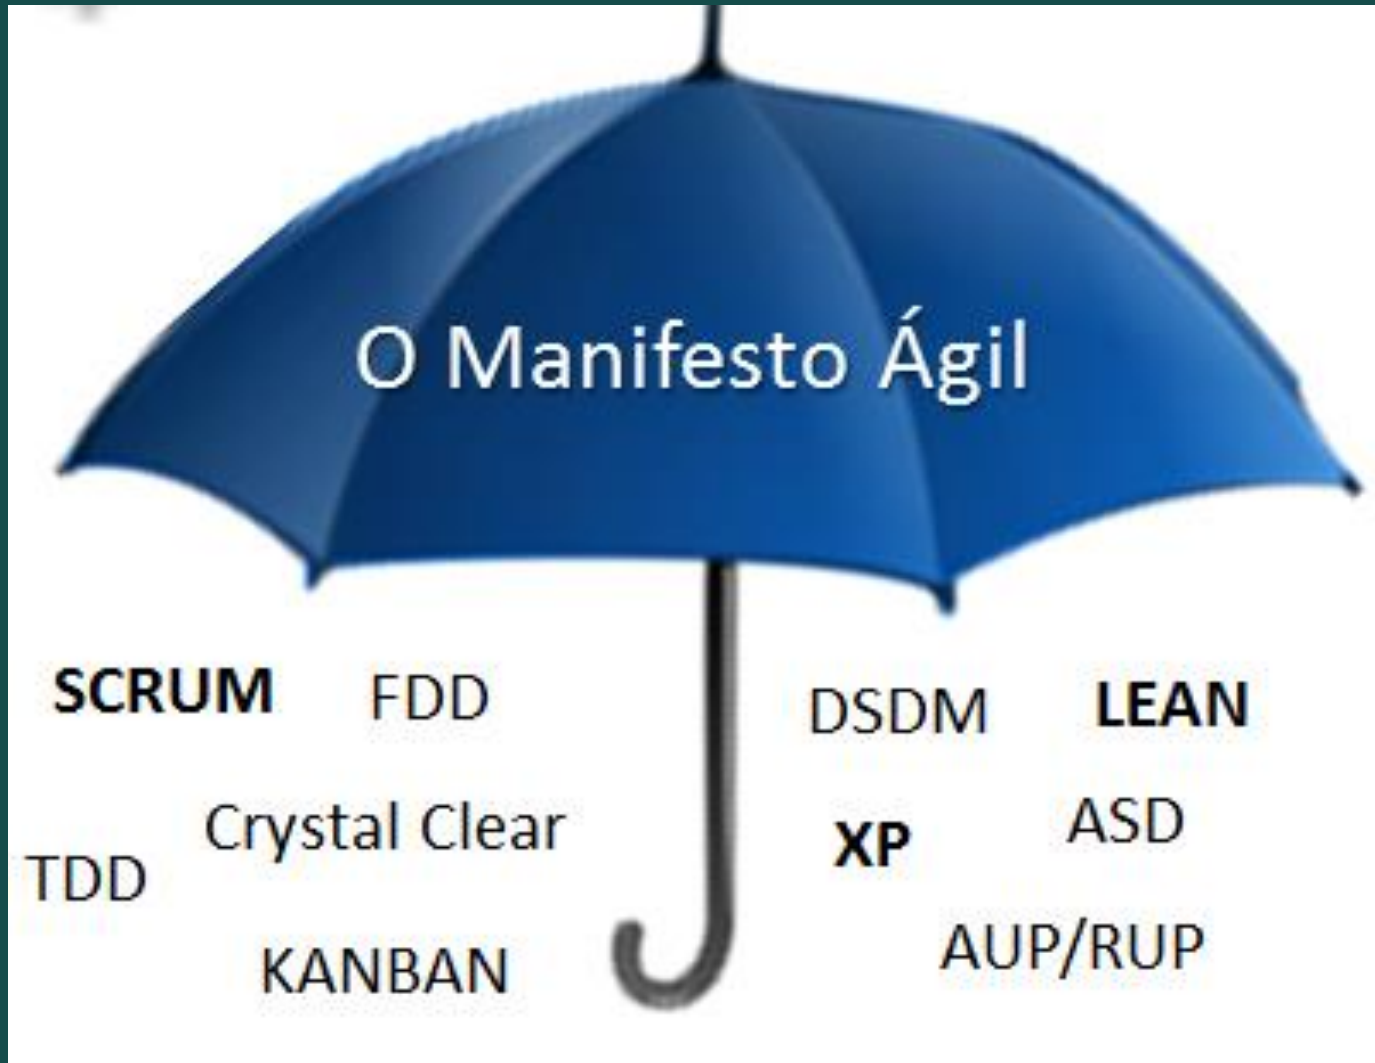 O Manifesto Ágil
SCRUM FDD DSDM LEAN
Crystal Clear XP ASD
TDD
KANBAN AUP/RUP